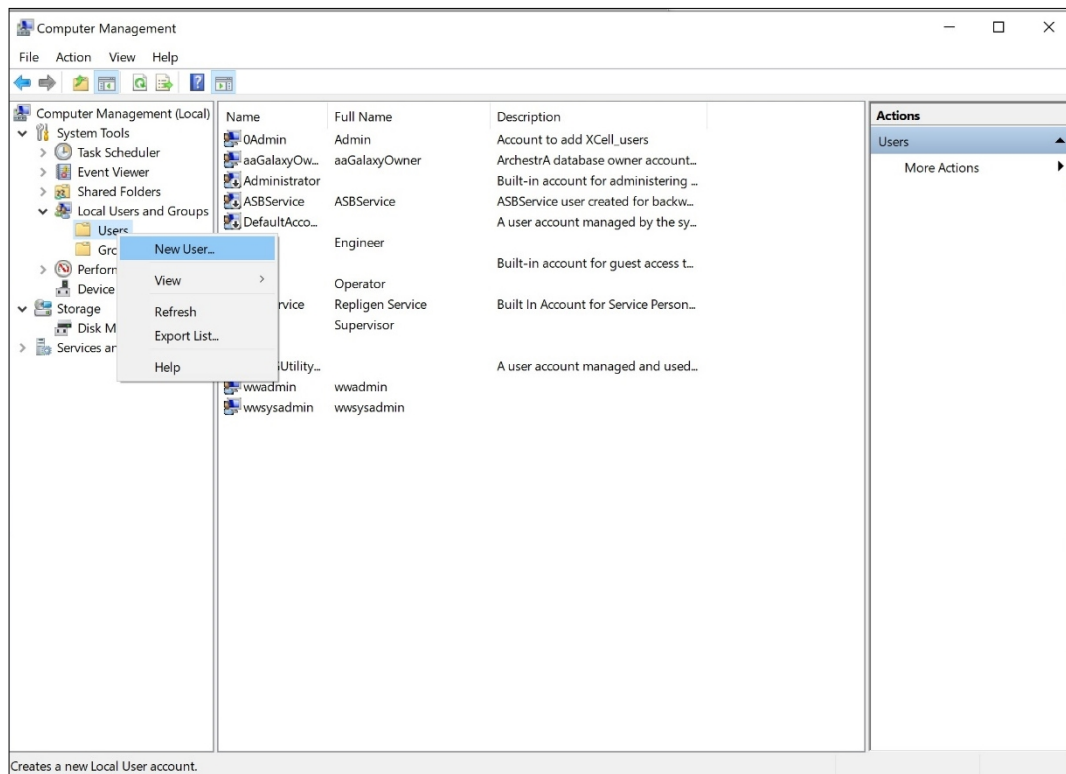 Computer Management
File Action View Help
Computer Management (Local)
System Tools
Task Scheduler
Event Viewer
Shared Folders
Local Users and Groups
Users
Gro
Perforn
Device
Storage
Disk M
Services an
New User...
View
Refresh
Export List...
Help
Name Full Name Description
0Admin Admin Account to add XCell_users
aaGalaxyOw... aaGalaxyOwner ArchestrA database owner account...
Administrator Built-in account for administering ...
ASBService ASBService ASBService user created for backw...
DefaultAcco... A user account managed by the sy...
Engineer
Built-in account for guest access t...
Operator
rvice Repligen Service Built In Account for Service Person...
Supervisor
GUtility... A user account managed and used...
wwadmin wwadmin
wwsysadmin wwsysadmin
Actions
Users
More Actions
Creates a new Local User account.